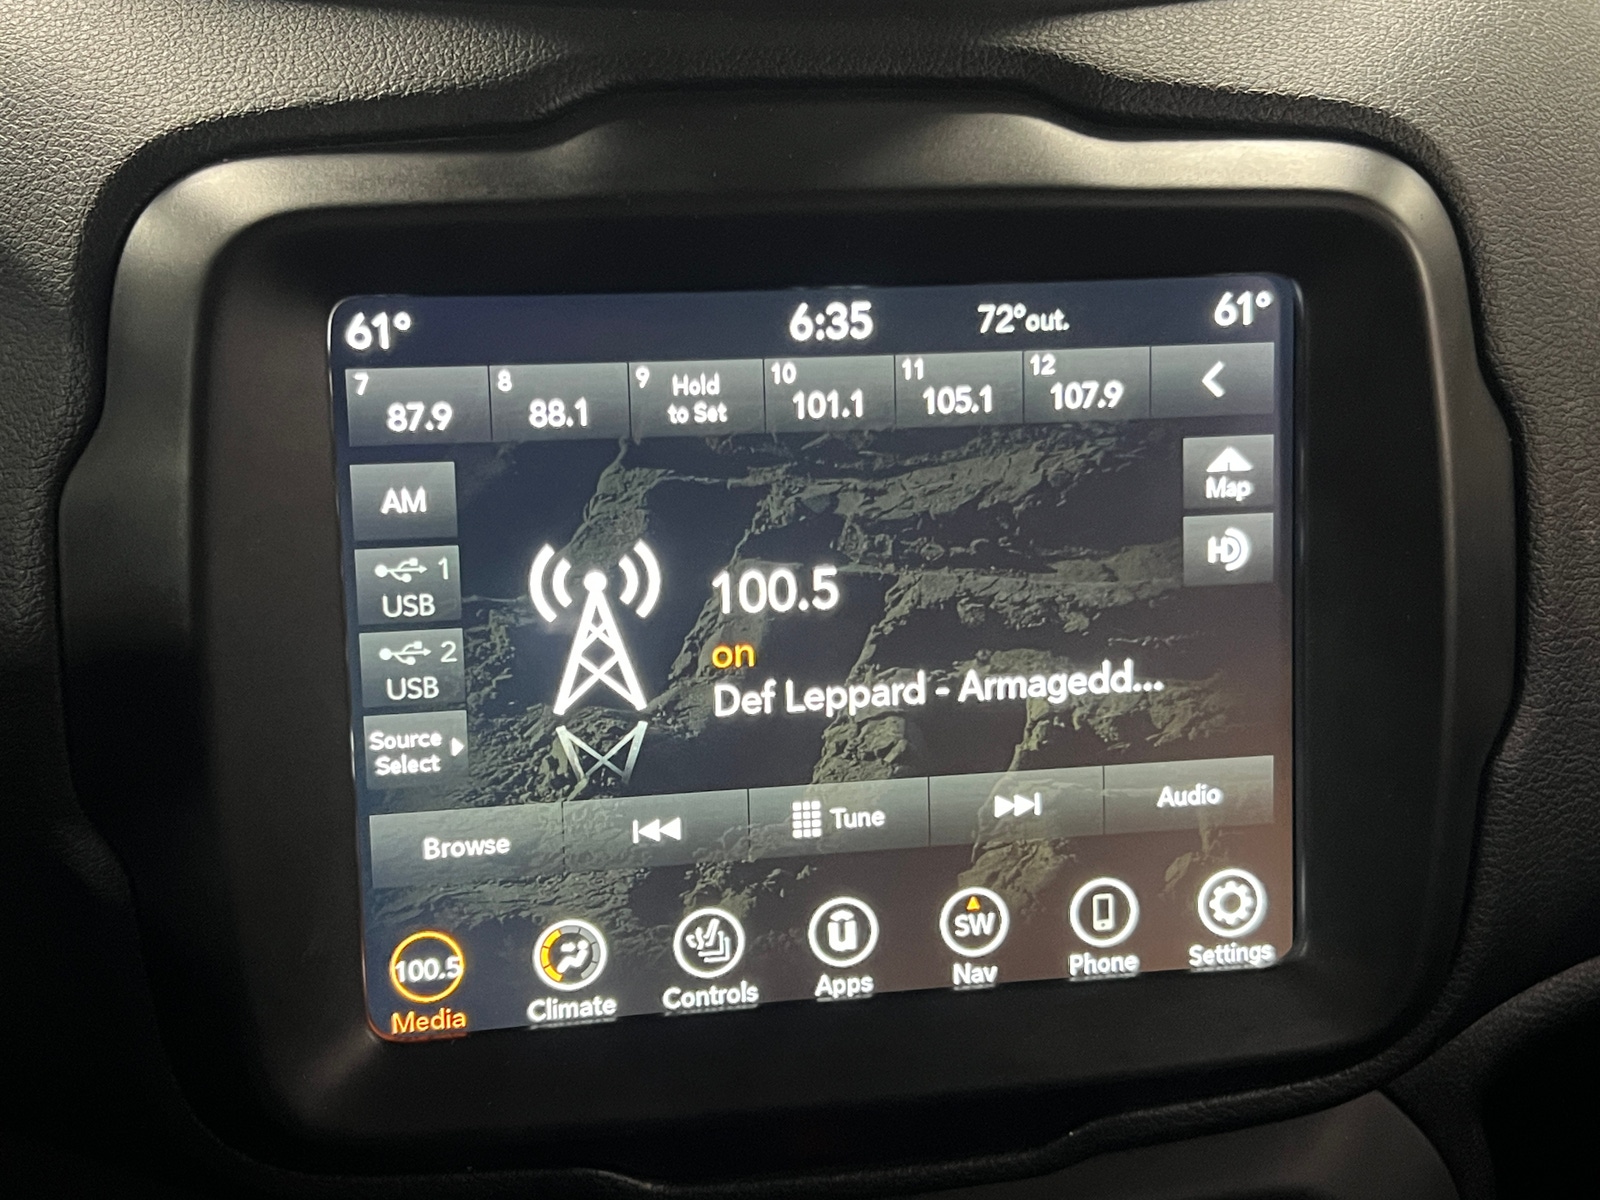 61°
6:35
72°out.
61°
7
87.9
8
88.1
9
Hold
to Set
10
101.1
11
105.1
12
107.9
AM
Map
1
USB
HD
100.5
on
2
USB
Def Leppard - Armagedd...
Source
Select
Browse
Tune
Audio
100.5
Media
Climate
Controls
Apps
SW
Nav
Phone
Settings